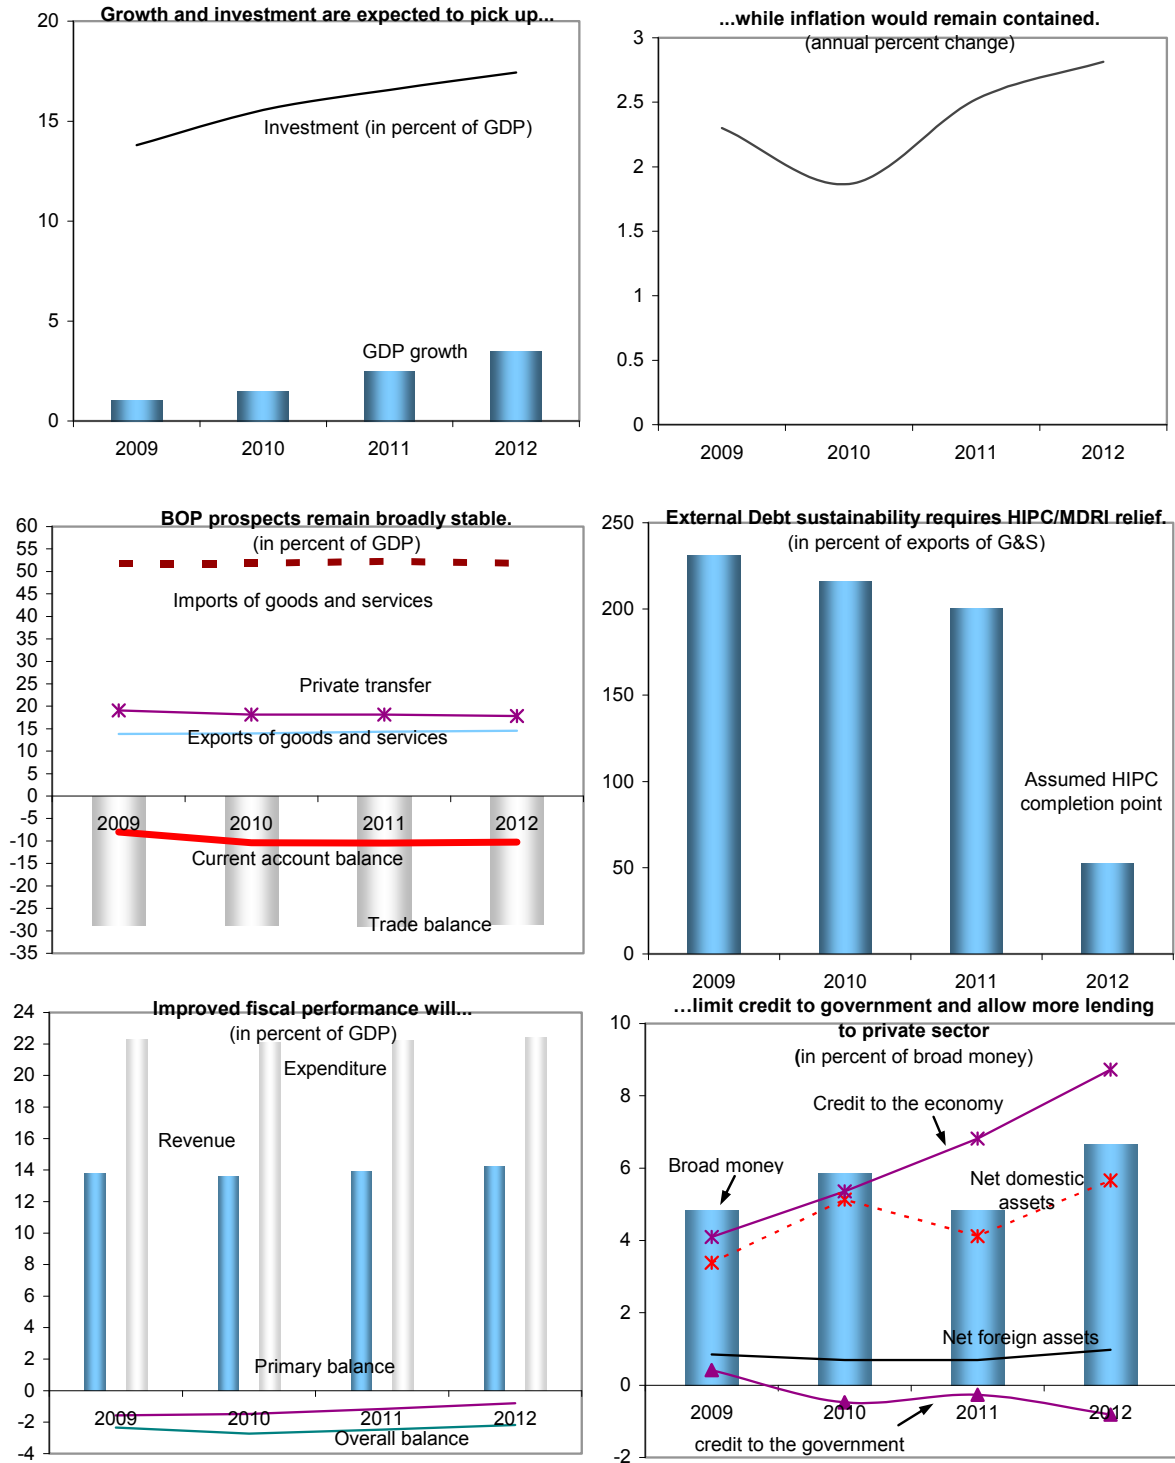 Growth and investment are expected to pick up...
20
15
10
5
0
Investment (in percent of GDP)
GDP growth
2009 2010 2011 2012
...while inflation would remain contained.
(annual percent change)
3
2.5
2
1.5
1
0.5
0
2009 2010 2011 2012
BOP prospects remain broadly stable.
(in percent of GDP)
60
55
50
45
40
35
30
25
20
15
10
5
0
-5
-10
-15
-20
-25
-30
-35
Imports of goods and services
Private transfer
Exports of goods and services
2009 2010 2011 2012
Current account balance
Trade balance
External Debt sustainability requires HIPC/MDRI relief.
(in percent of exports of G&S)
250
200
150
100
50
0
Assumed HIPC
completion point
2009 2010 2011 2012
Improved fiscal performance will...
(in percent of GDP)
24
22
20
18
16
14
12
10
8
6
4
2
0
-2
-4
Expenditure
Revenue
Primary balance
2009 2010 2011 2012
Overall balance
...limit credit to government and allow more lending
to private sector
(in percent of broad money)
10
8
6
4
2
0
-2
Credit to the economy
Broad money
Net domestic
assets
Net foreign assets
2009 2010 2011 2012
credit to the government